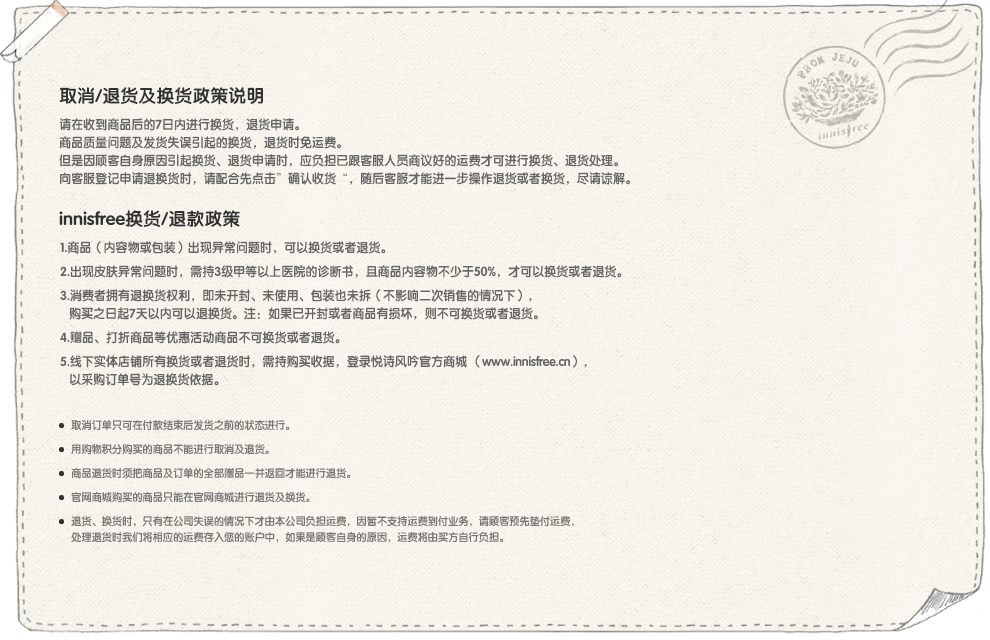 FROM JEJU
innisfree
取消/退货及换货政策说明
请在收到商品后的7日内进行换货，退货申请。
商品质量问题及发货失误引起的换货，退货时免运费。
但是因顾客自身原因引起换货、退货申请时，应负担已跟客服人员商议好的运费才可进行换货、退货处理。
向客服登记申请退换货时，请配合先点击”确认收货“，随后客服才能进一步操作退货或者换货，尽请谅解。
innisfree换货/退款政策
1.商品（内容物或包装）出现异常问题时，可以换货或者退货。
2.出现皮肤异常问题时，需持3级甲等以上医院的诊断书，且商品内容物不少于50%，才可以换货或者退货。
3.消费者拥有退换货权利，即未开封、未使用、包装也未拆（不影响二次销售的情况下），
购买之日起7天以内可以退换货。注：如果已开封或者商品有损坏，则不可换货或者退货。
4.赠品、打折商品等优惠活动商品不可换货或者退货。
5.线下实体店铺所有换货或者退货时，需持购买收据，登录悦诗风吟官方商城（www.innisfree.cn），
以采购订单号为退换货依据。
• 取消订单只可在付款结束后发货之前的状态进行。
• 用购物积分购买的商品不能进行取消及退货。
• 商品退货时须把商品及订单的全部赠品一并返回才能进行退货。
• 官网商城购买的商品只能在官网商城进行退货及换货。
• 退货、换货时，只有在公司失误的情况下才由本公司负担运费，因暂不支持运费到付业务，请顾客预先垫付运费，
处理退货时我们将相应的运费存入您的账户中，如果是顾客自身的原因，运费将由买方自行负担。